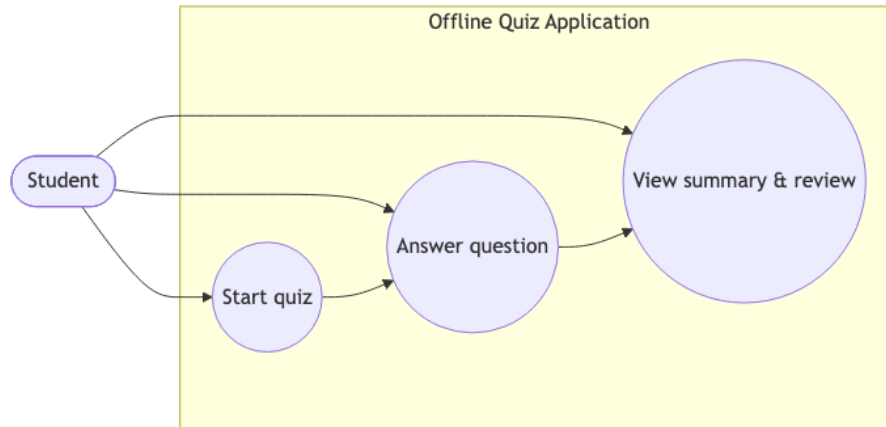 Offline Quiz Application
Student
Start quiz
Answer question
View summary & review